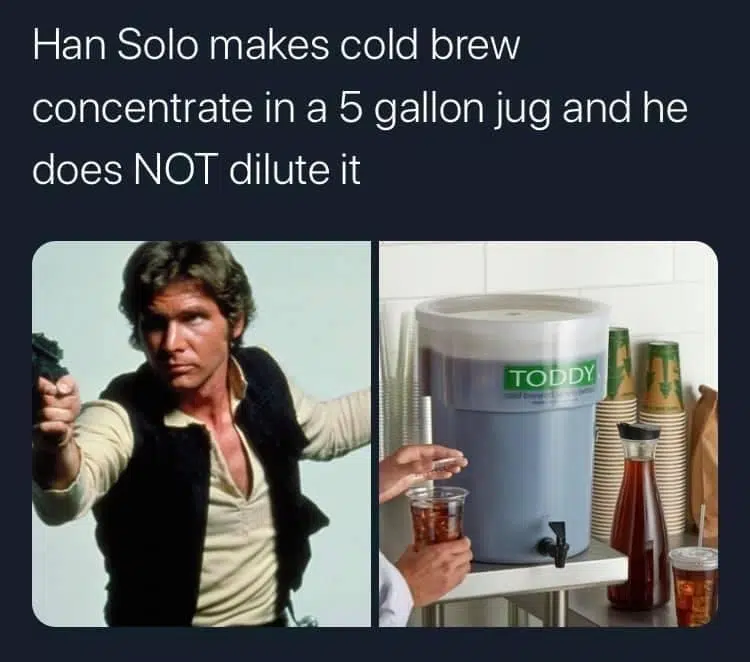 Han Solo makes cold brew
concentrate in a 5 gallon jug and he
does NOT dilute it
TODDY